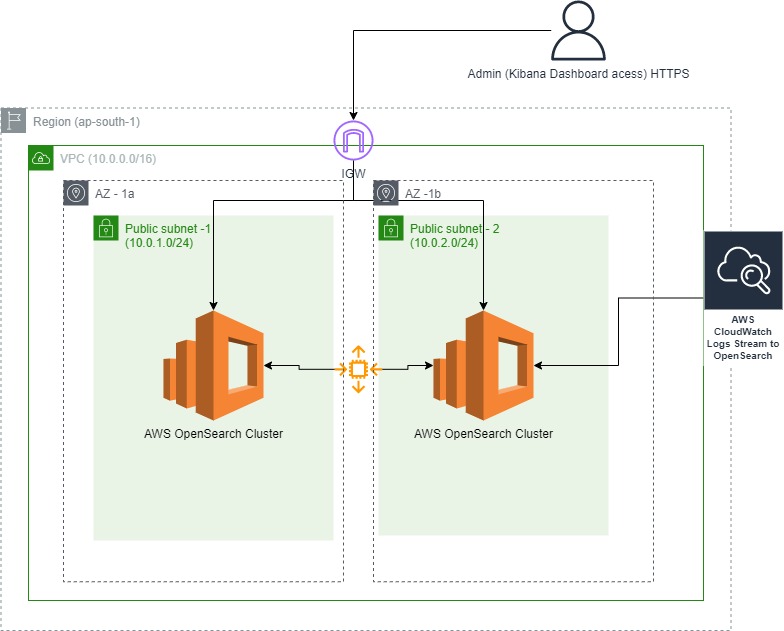 Admin (Kibana Dashboard acess) HTTPS
Region (ap-south-1)
IGW
VPC (10.0.0.0/16)
AZ - 1a
AZ -1b
Public subnet -1
(10.0.1.0/24)
Public subnet - 2
(10.0.2.0/24)
AWS
CloudWatch
Logs Stream to
OpenSearch
AWS OpenSearch Cluster
AWS OpenSearch Cluster